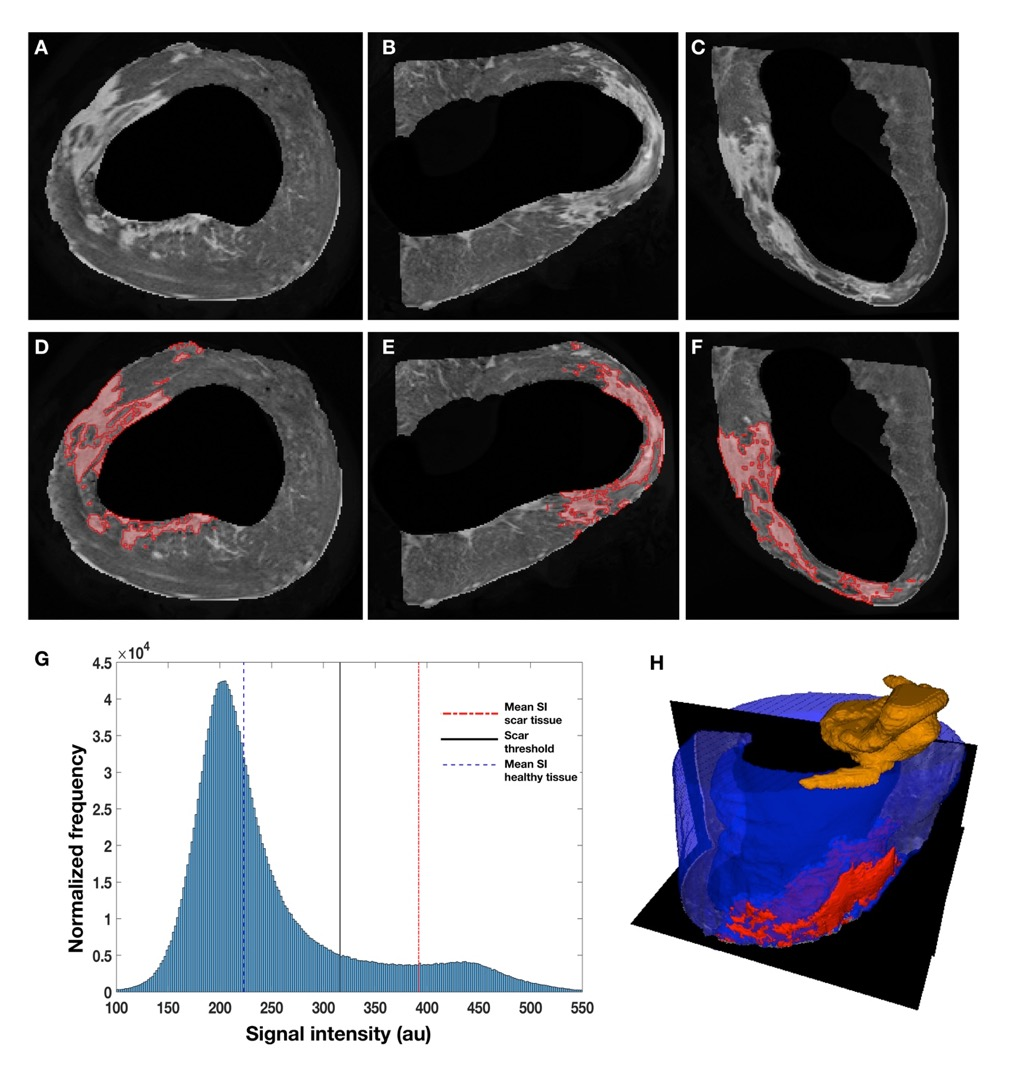 A
B
C
D
E
F
G
×10⁴
4.5
4
3.5
3
2.5
2
1.5
1
0.5
0
Normalized frequency
100 150 200 250 300 350 400 450 500 550
Signal intensity (au)
Mean SI
scar tissue
Scar
threshold
Mean SI
healthy tissue
H